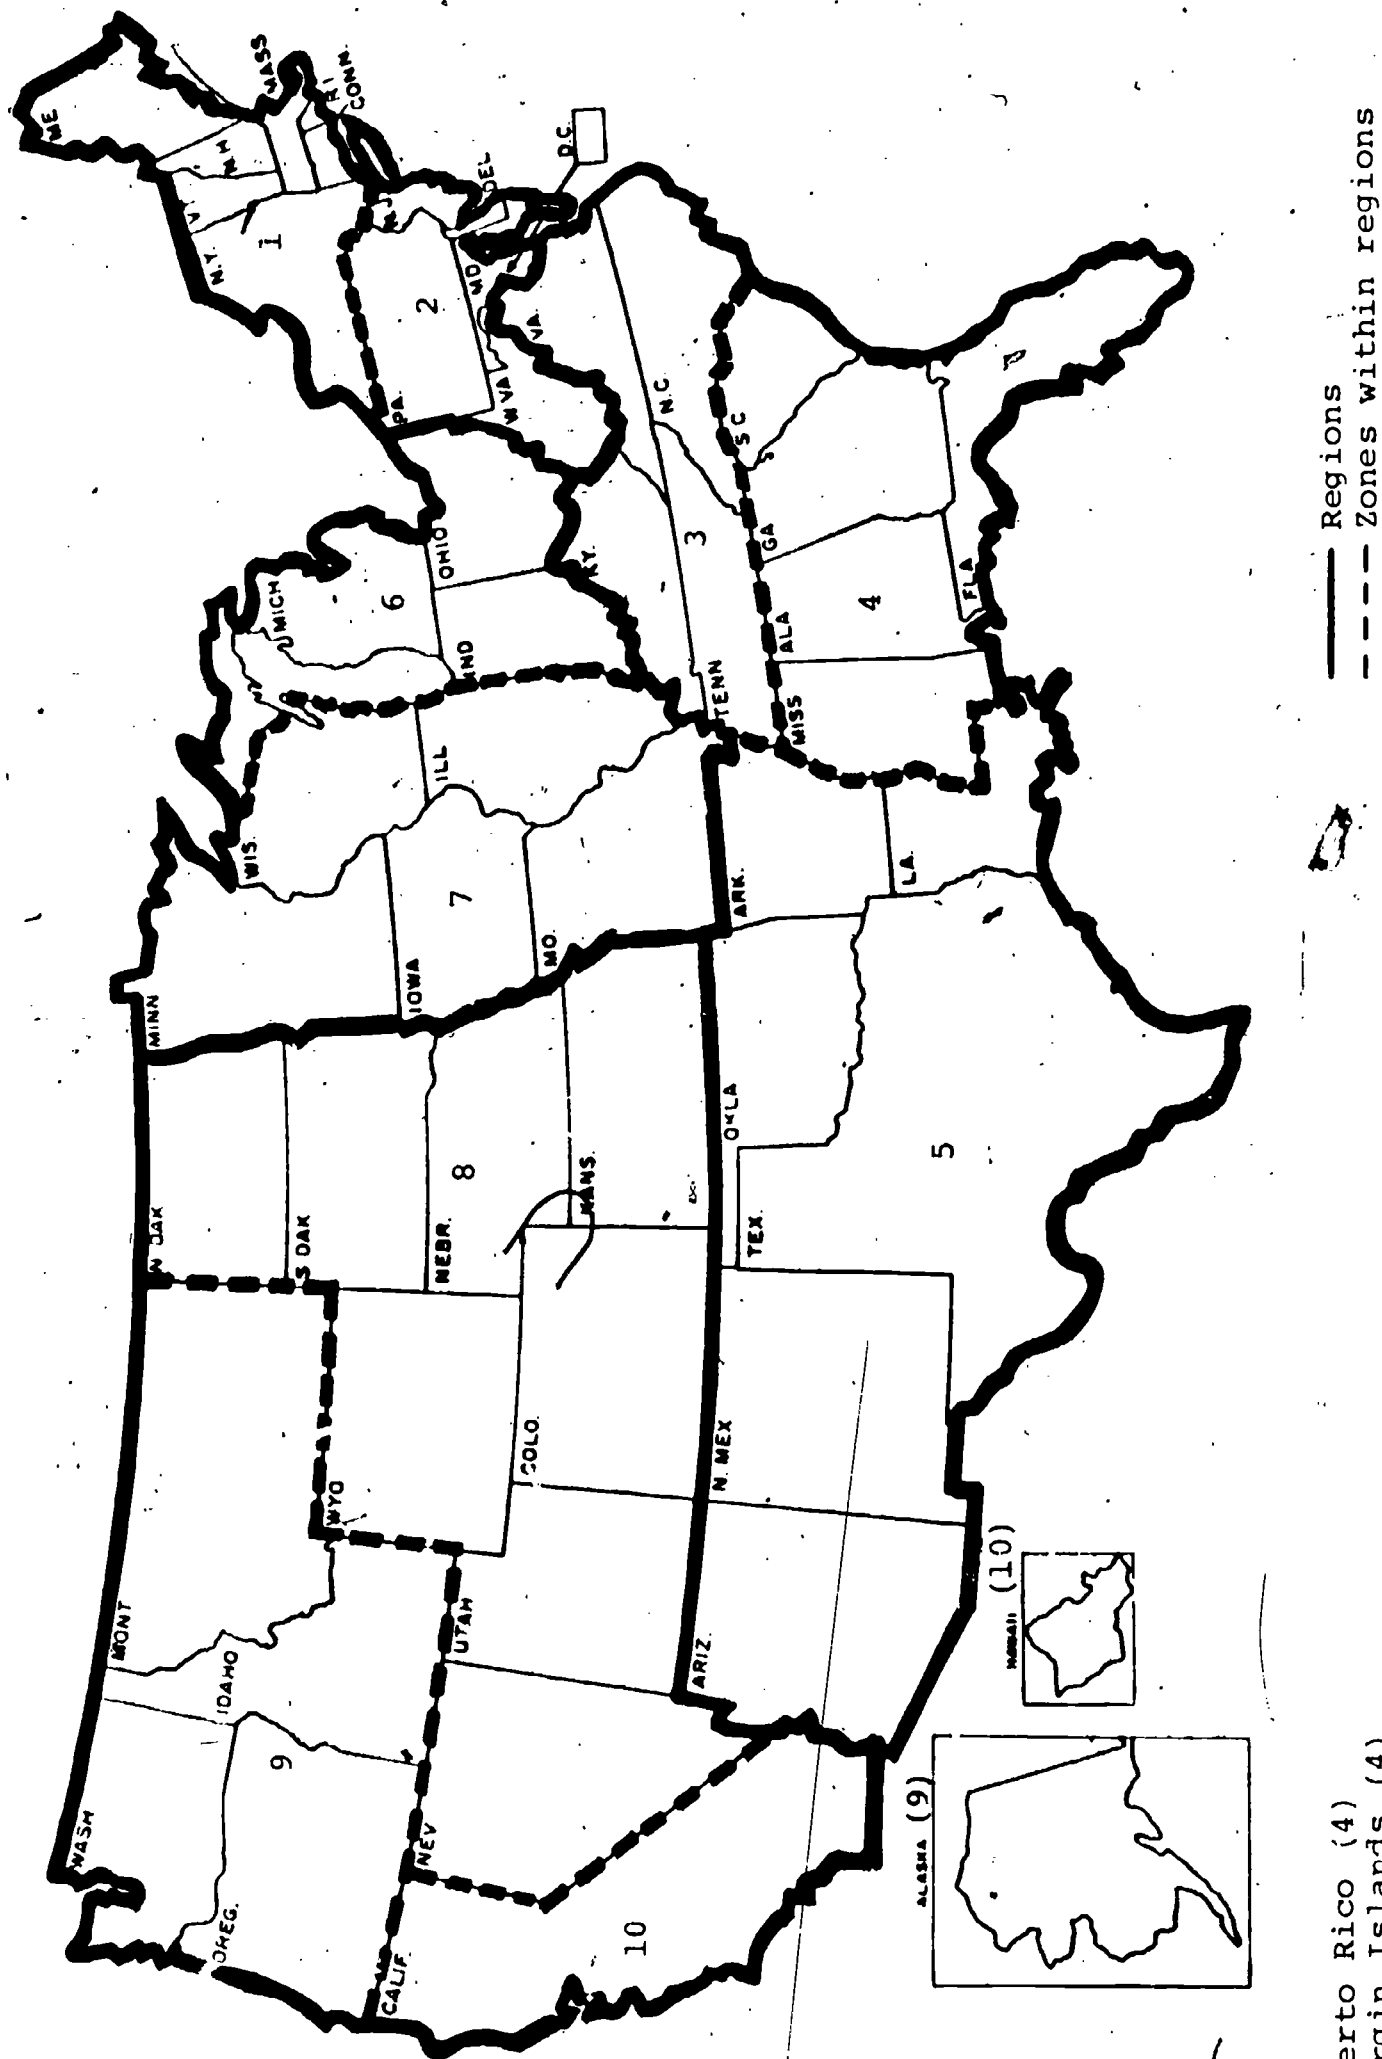 WASH
MONT
N DAK
MINN
ME
OREG.
IDAHO
WYO
S DAK
WIS.
MICH
N.Y.
VT
N H
MASS
R I
CONN.
9
8
7
6
1
2
NEBR.
IOWA
ILL
IND
OHIO
PA.
N J
MD
DEL
D.C.
CALIF.
NEV
UTAH
COLO.
KANS.
MO.
KY.
W VA
VA.
10
3
ARIZ.
N. MEX
TEX.
OKLA
ARK.
TENN
N.C.
S C
5
LA.
MISS
ALA
GA
4
FLA
ALASKA (9)
HAWAII (10)
Regions
Zones within regions
erto Rico (4)
rgin Islands (4)